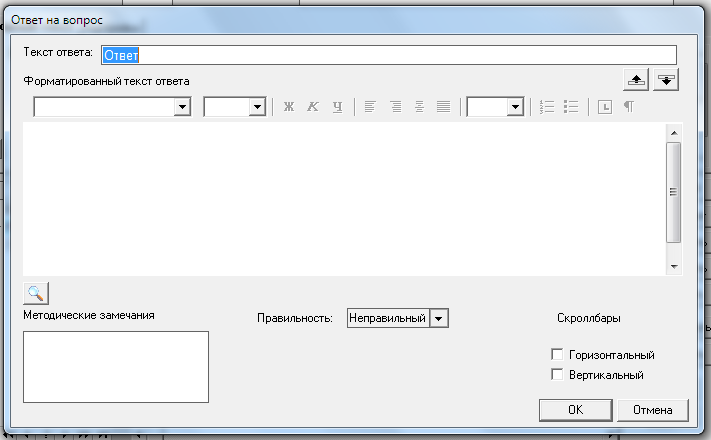 Ответ на вопрос
Текст ответа: Ответ
Форматированный текст ответа
Ж К Ч
Методические замечания
Правильность: Неправильный
Скроллбары
Горизонтальный
Вертикальный
OK Отмена